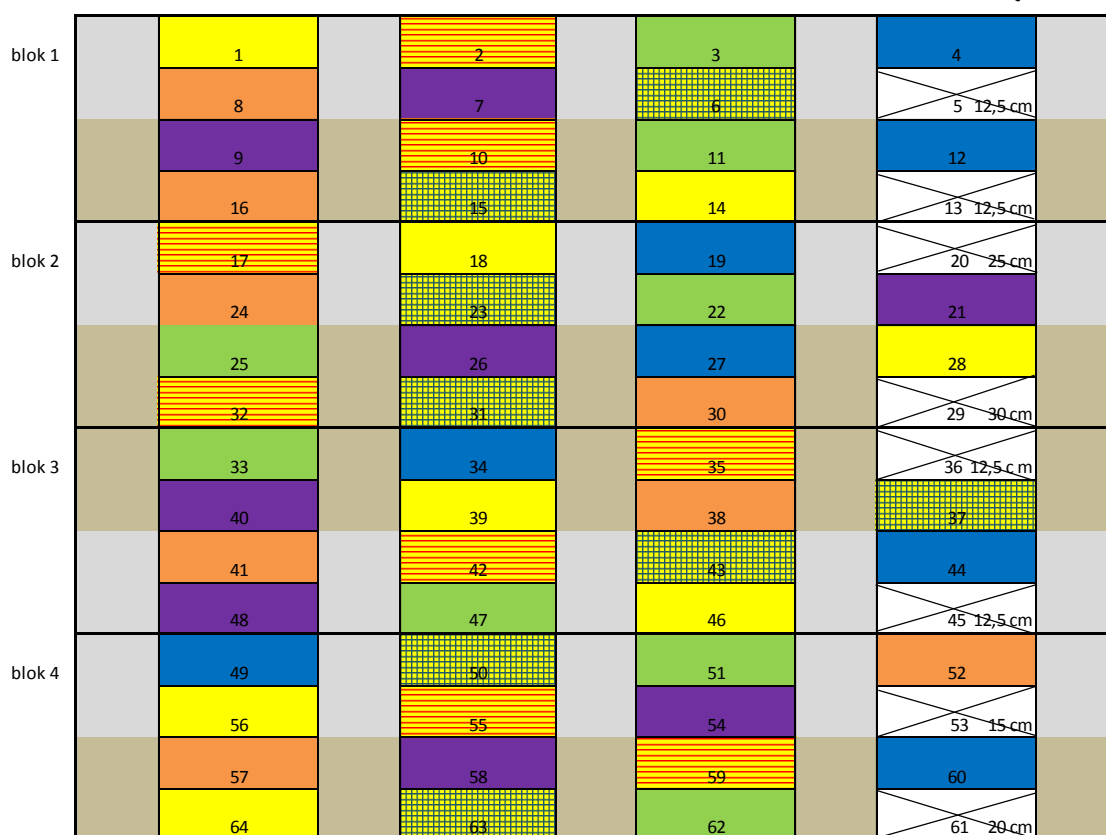 blok 1 1 2 3 4
8 7 6 5 12,5 cm
9 10 11 12
16 15 14 13 12,5 cm
blok 2 17 18 19 20 25 cm
24 23 22 21
25 26 27 28
32 31 30 29 30 cm
blok 3 33 34 35 36 12,5 c m
40 39 38 37
41 42 43 44
48 47 46 45 12,5 cm
blok 4 49 50 51 52
56 55 54 53 15 cm
57 58 59 60
64 63 62 61 20 cm